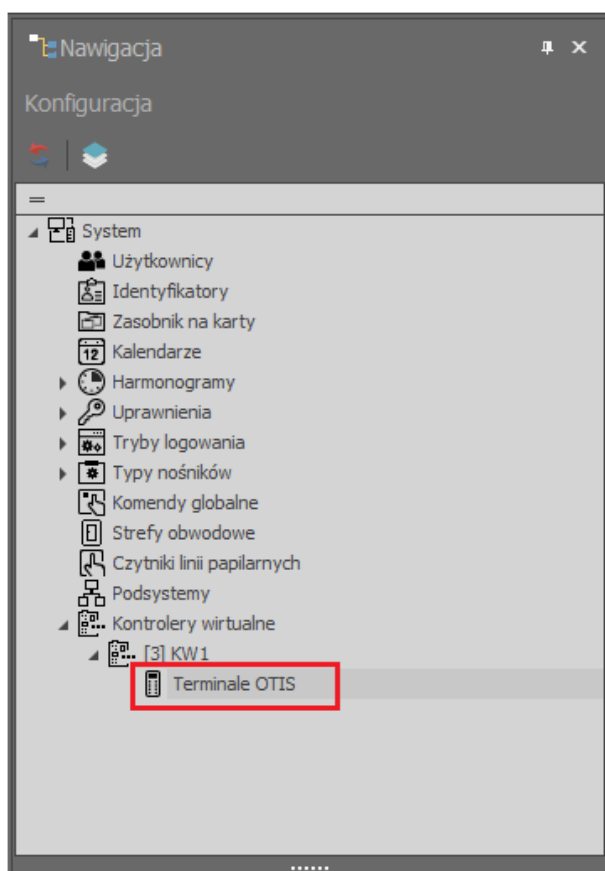 Nawigacja
Konfiguracja
System
Użytkownicy
Identyfikatory
Zasobnik na karty
12 Kalendarze
Harmonogramy
Uprawnienia
Tryby logowania
Typy nośników
Komendy globalne
Strefy obwodowe
Czytniki linii papilarnych
Podsystemy
Kontrolery wirtualne
[3] KW1
Terminale OTIS